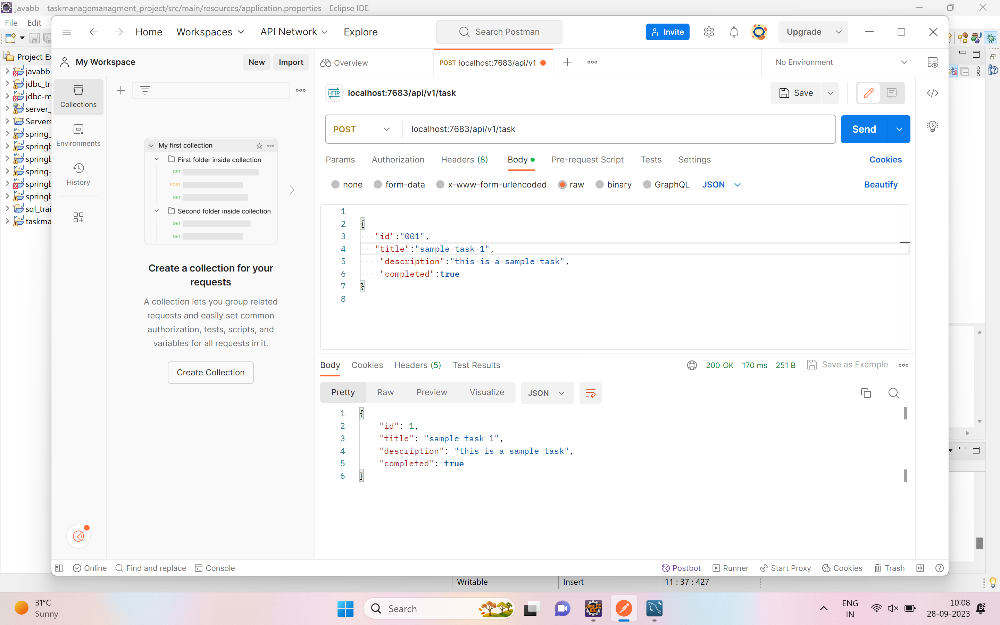 javabb - taskmanagemanagment_project/src/main/resources/application.properties - Eclipse IDE
File Edit
Home Workspaces API Network Explore
Search Postman
Invite
Upgrade
Project Ex
javabb
jdbc_tra
jdbc-m
server_
Servers
spring_
springb
springb
spring-
springb
springb
sql_trai
taskma
My Workspace
New Import
Overview
POST localhost:7683/api/v1
No Environment
Collections
Environments
History
My first collection
First folder inside collection
GET
POST
GET
Second folder inside collection
GET
GET
Create a collection for your
requests
A collection lets you group related
requests and easily set common
authorization, tests, scripts, and
variables for all requests in it.
Create Collection
HTTP localhost:7683/api/v1/task
Save
</>
POST localhost:7683/api/v1/task
Send
Params Authorization Headers (8) Body Pre-request Script Tests Settings Cookies
none form-data x-www-form-urlencoded raw binary GraphQL JSON Beautify
1
2 {
3 "id":"001",
4 "title":"sample task 1",
5 "description":"this is a sample task",
6 "completed":true
7 }
8
Body Cookies Headers (5) Test Results
200 OK 170 ms 251 B Save as Example
Pretty Raw Preview Visualize JSON
1 {
2 "id": 1,
3 "title": "sample task 1",
4 "description": "this is a sample task",
5 "completed": true
6 }
Online Find and replace Console
Postbot Runner Start Proxy Cookies Trash
Writable Insert 11 : 37 : 427
31°C
Sunny
Search
Java EE
IDE
ENG
IN
10:08
28-09-2023